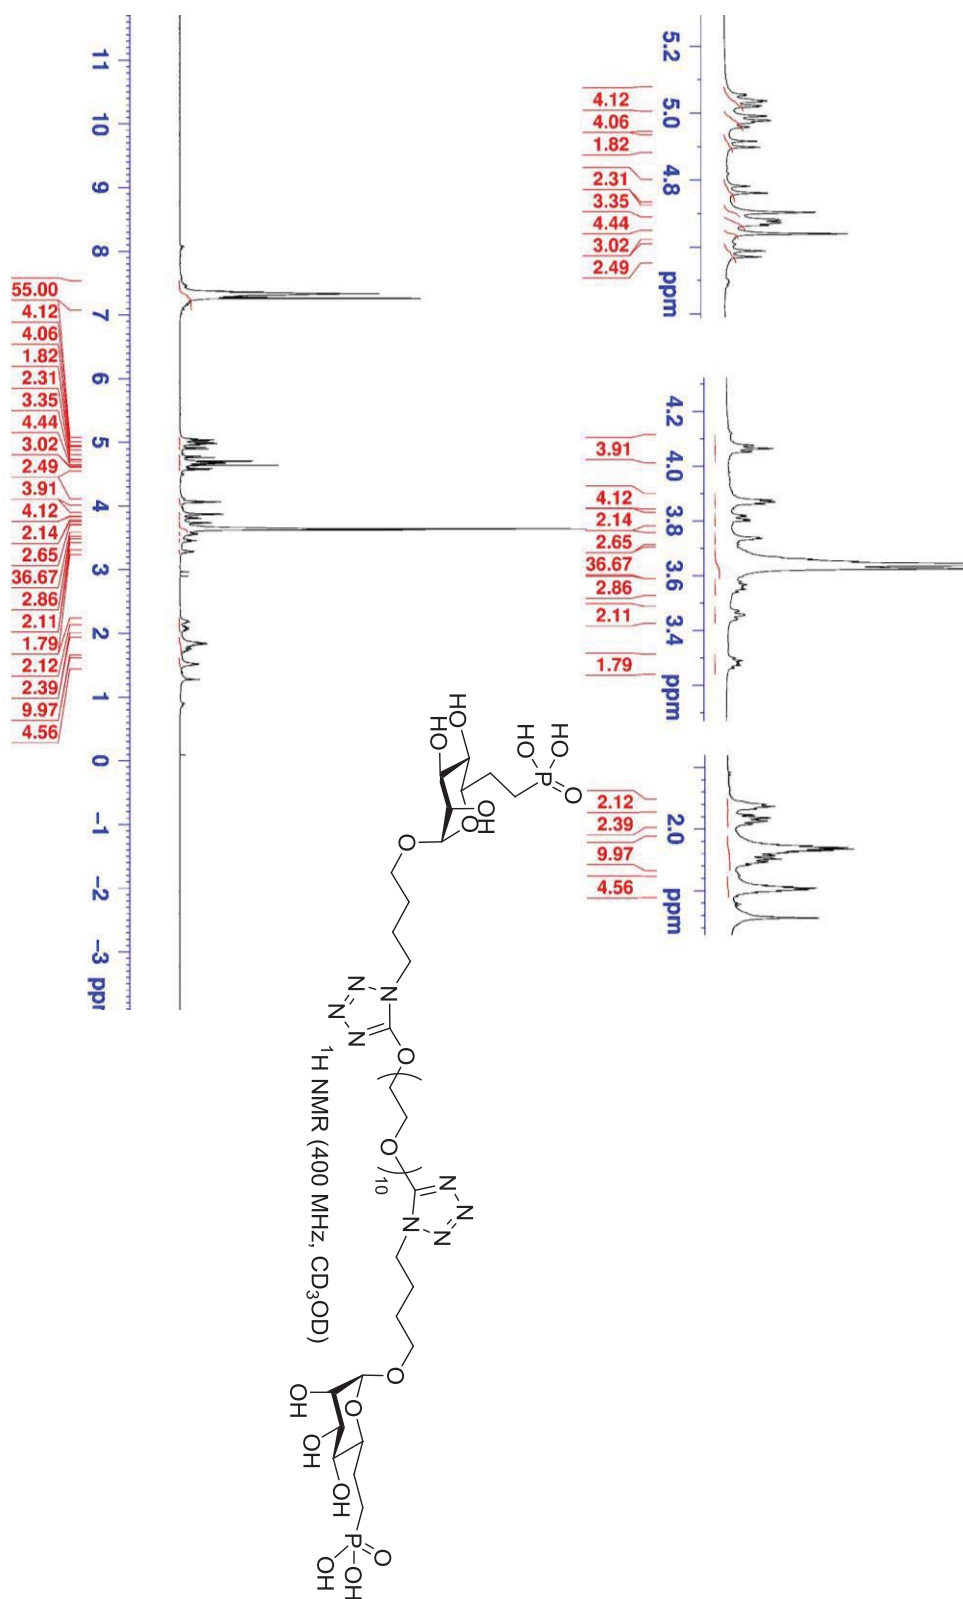 5.2 5.0 4.8 ppm
4.12
4.06
1.82
2.31
3.35
4.44
3.02
2.49
4.2 4.0 3.8 3.6 3.4 ppm
3.91
4.12
2.14
2.65
36.67
2.86
2.11
1.79
2.0 ppm
2.12
2.39
9.97
4.56
11 10 9 8 7 6 5 4 3 2 1 0 -1 -2 -3 ppm
55.00
4.12
4.06
1.82
2.31
3.35
4.44
3.02
2.49
3.91
4.12
2.14
2.65
36.67
2.86
2.11
1.79
2.12
2.39
9.97
4.56
HO
HO
P
O
HO
HO
OH
O
O
N
N
N
N
O
O
10
N
N
N
N
O
O
OH
OH
OH
P
O
OH
OH
1H NMR (400 MHz, CD3OD)